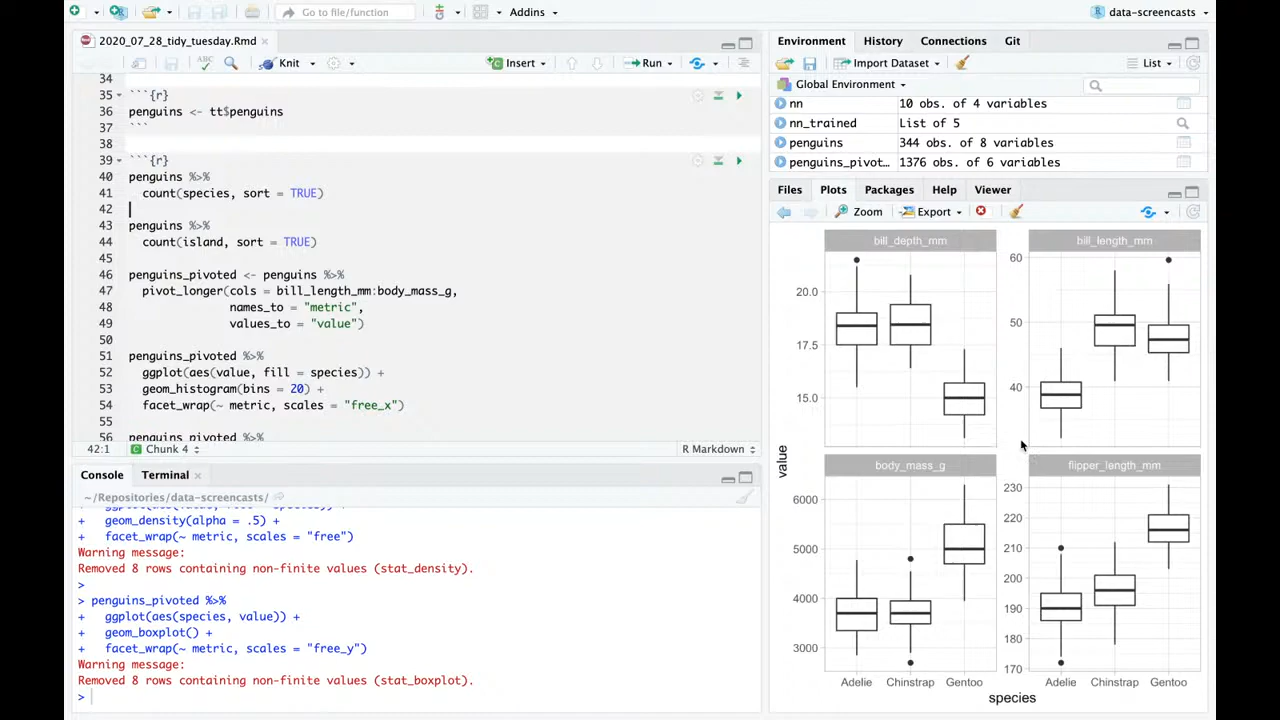 Go to file/function
Addins
data-screencasts
2020_07_28_tidy_tuesday.Rmd
ABC
Knit
Insert
Run
34
35 ```{r}
36 penguins <- tt$penguins
37 ```
38
39 ```{r}
40 penguins %>%
41 count(species, sort = TRUE)
42
43 penguins %>%
44 count(island, sort = TRUE)
45
46 penguins_pivoted <- penguins %>%
47 pivot_longer(cols = bill_length_mm:body_mass_g,
48 names_to = "metric",
49 values_to = "value")
50
51 penguins_pivoted %>%
52 ggplot(aes(value, fill = species)) +
53 geom_histogram(bins = 20) +
54 facet_wrap(~ metric, scales = "free_x")
55
56 penguins_pivoted %>%
42:1 Chunk 4 R Markdown
Console Terminal
~/Repositories/data-screencasts/
+ ggplot(aes(value, fill = species)) +
+ geom_density(alpha = .5) +
+ facet_wrap(~ metric, scales = "free")
Warning message:
Removed 8 rows containing non-finite values (stat_density).
>
> penguins_pivoted %>%
+ ggplot(aes(species, value)) +
+ geom_boxplot() +
+ facet_wrap(~ metric, scales = "free_y")
Warning message:
Removed 8 rows containing non-finite values (stat_boxplot).
>
Environment History Connections Git
Import Dataset List
Global Environment
nn 10 obs. of 4 variables
nn_trained List of 5
penguins 344 obs. of 8 variables
penguins_pivot… 1376 obs. of 6 variables
Files Plots Packages Help Viewer
Zoom Export
bill_depth_mm bill_length_mm
20.0
17.5
15.0
60
50
40
value
body_mass_g flipper_length_mm
6000
5000
4000
3000
230
220
210
200
190
180
170
Adelie Chinstrap Gentoo Adelie Chinstrap Gentoo
species